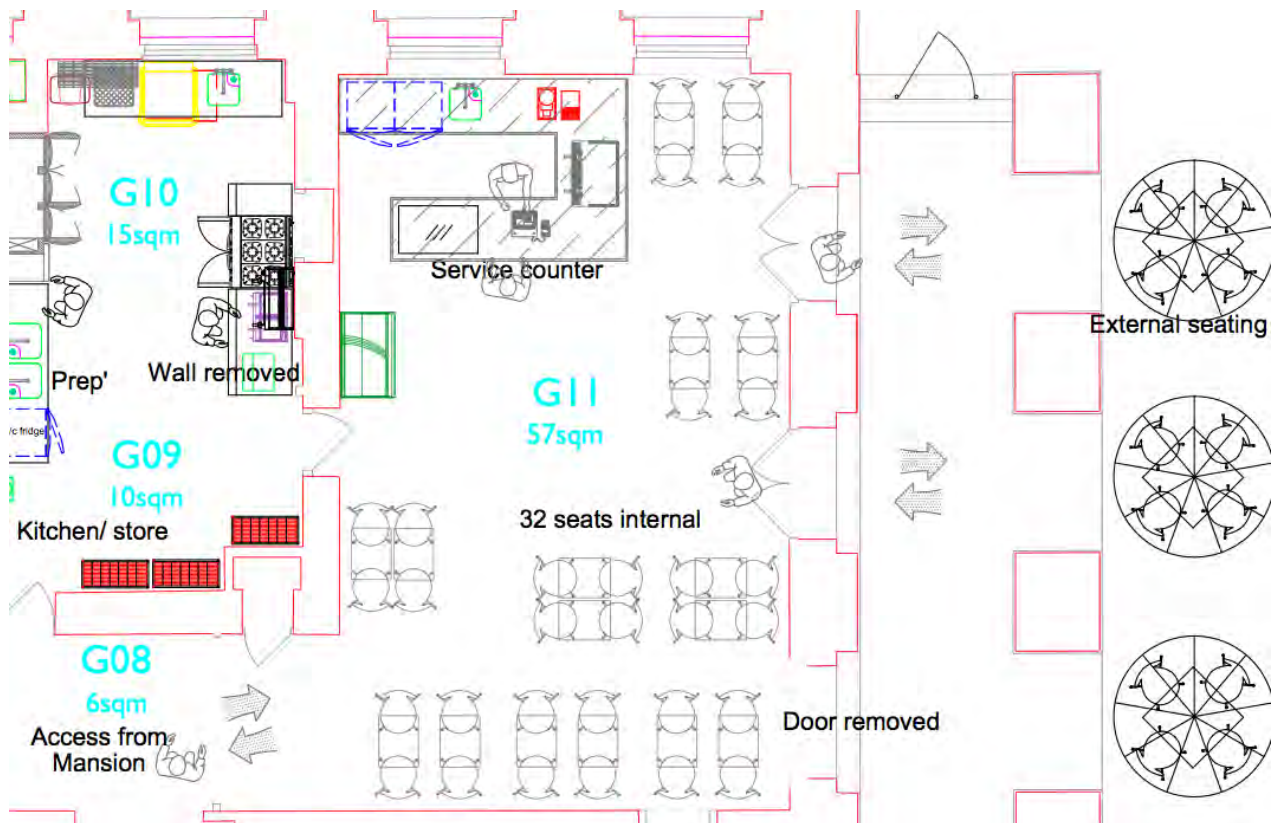 G10
15sqm
Service counter
External seating
Prep'
Wall removed
G11
57sqm
/c fridge
G09
10sqm
Kitchen/ store
32 seats internal
G08
6sqm
Access from
Mansion
Door removed